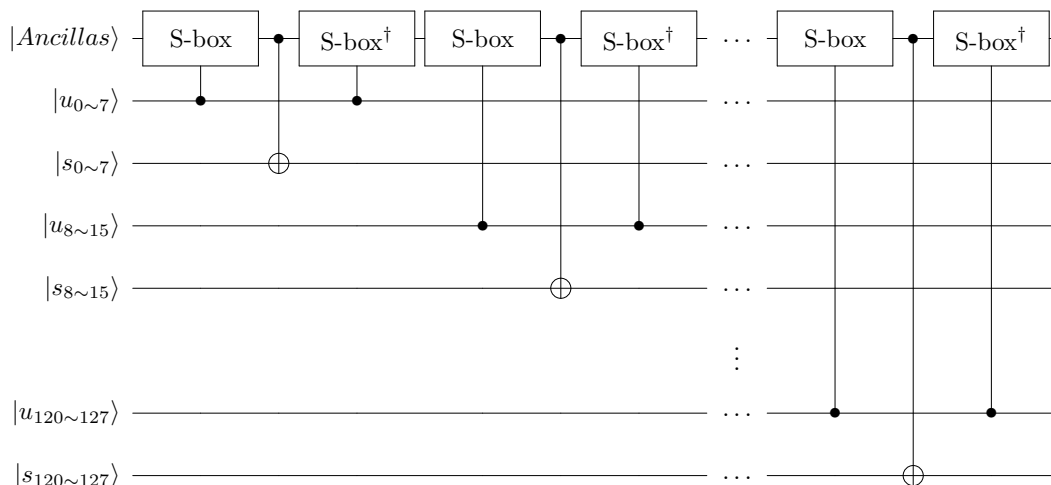 |Ancillas⟩ S-box S-box† S-box S-box† ... S-box S-box†
|u0∼7⟩ ...
|s0∼7⟩ ...
|u8∼15⟩ ...
|s8∼15⟩ ...
⋮
|u120∼127⟩ ...
|s120∼127⟩ ...